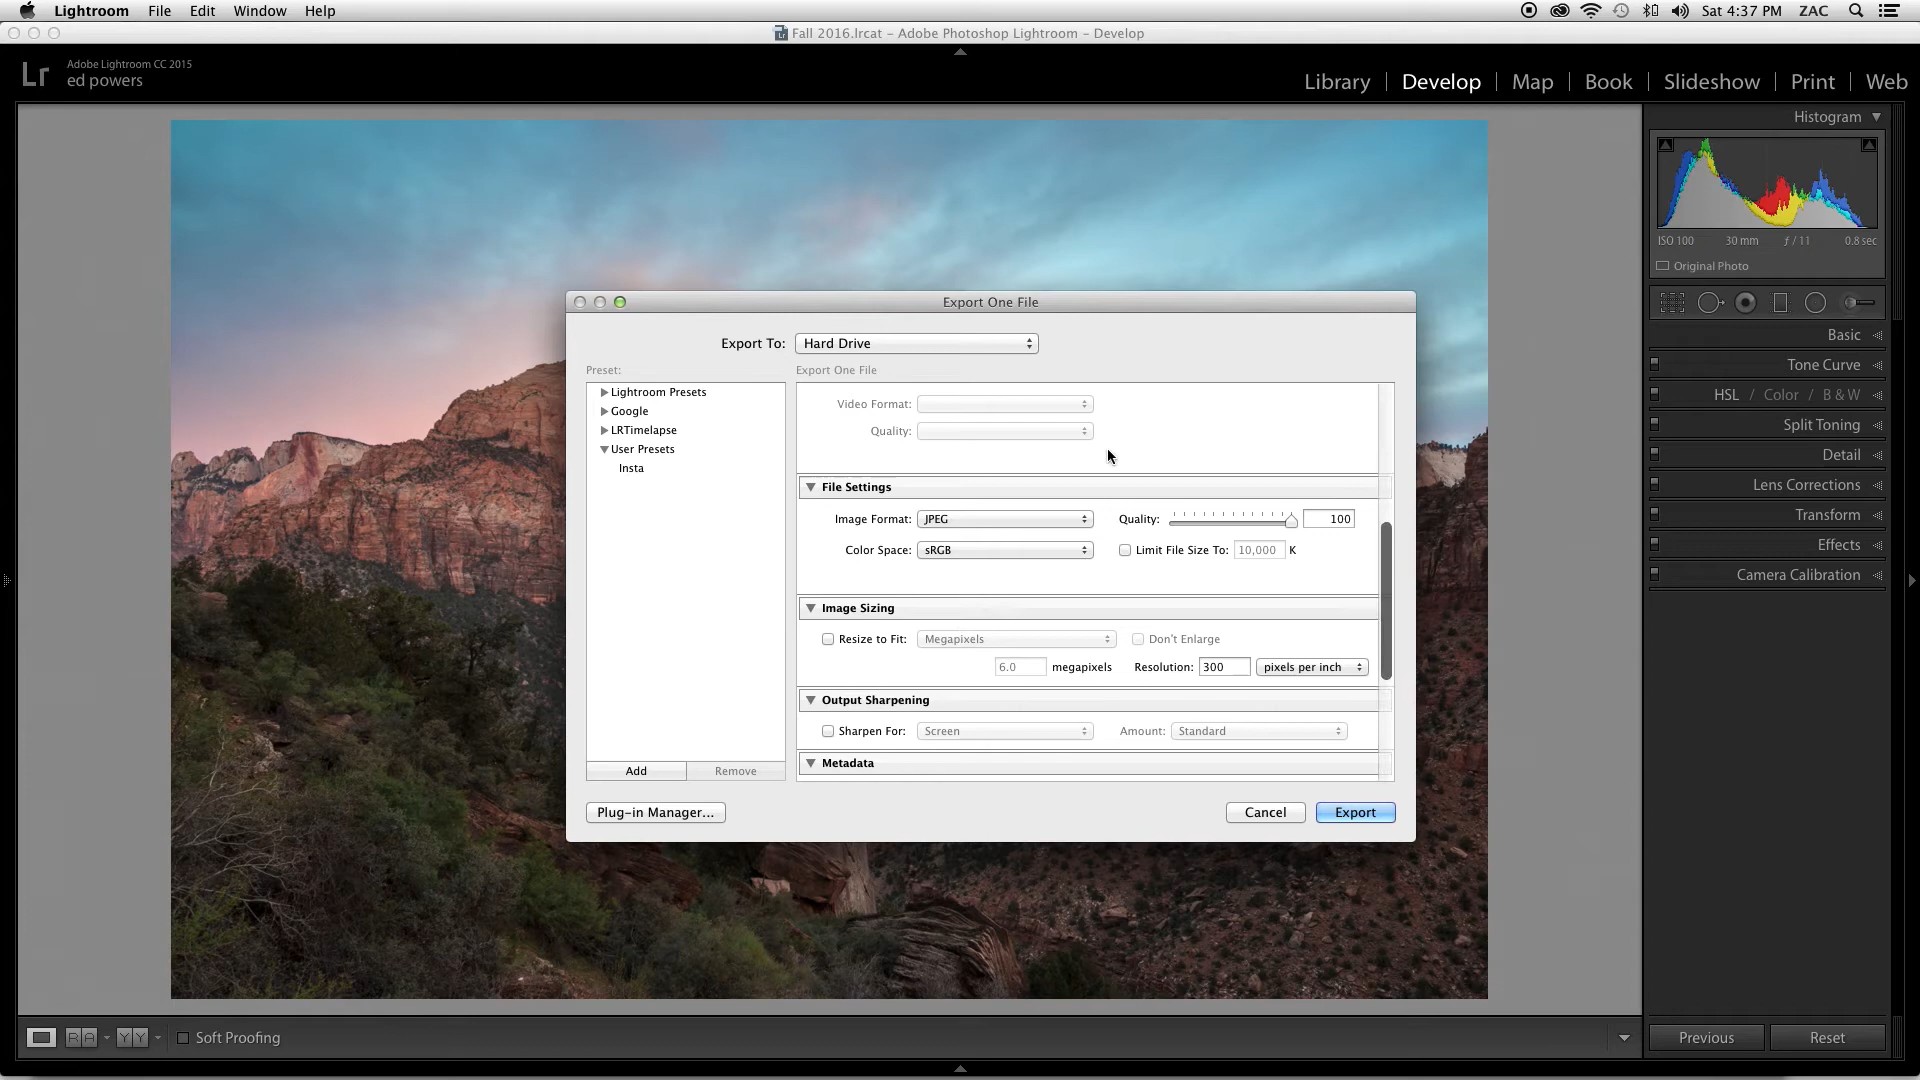 Lightroom File Edit Window Help Sat 4:37 PM ZAC
Fall 2016.lrcat – Adobe Photoshop Lightroom – Develop
Lr
Adobe Lightroom CC 2015
ed powers
Library | Develop | Map | Book | Slideshow | Print | Web
Histogram
ISO 100 30 mm ƒ / 11 0.8 sec
Original Photo
Basic
Tone Curve
HSL / Color / B & W
Split Toning
Detail
Lens Corrections
Transform
Effects
Camera Calibration
Export One File
Export To: Hard Drive
Preset:
Lightroom Presets
Google
LRTimelapse
User Presets
Insta
Add Remove
Export One File
Video Format:
Quality:
File Settings
Image Format: JPEG Quality: 100
Color Space: sRGB Limit File Size To: 10,000 K
Image Sizing
Resize to Fit: Megapixels Don't Enlarge
6.0 megapixels Resolution: 300 pixels per inch
Output Sharpening
Sharpen For: Screen Amount: Standard
Metadata
Plug-in Manager... Cancel Export
R A Y Y Soft Proofing
Previous Reset